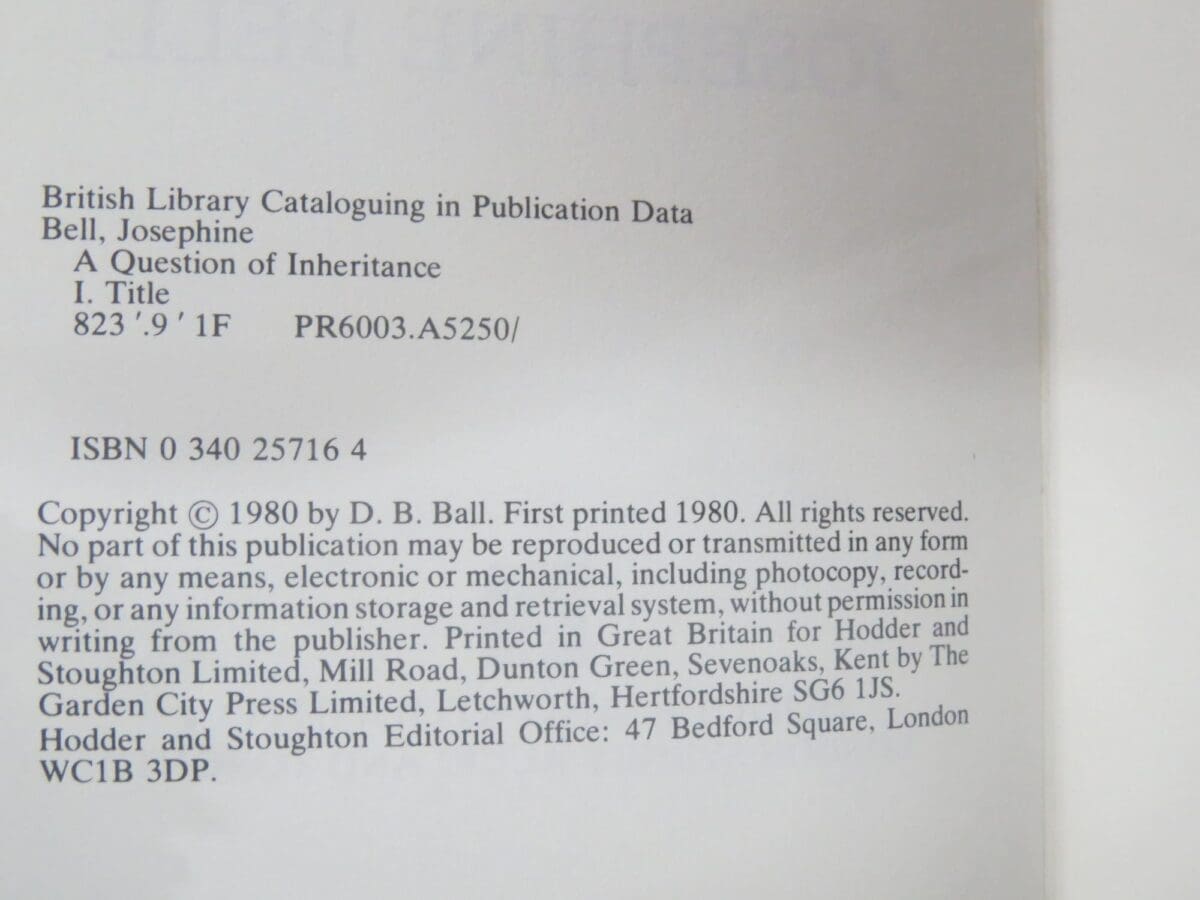 British Library Cataloguing in Publication Data
Bell, Josephine
A Question of Inheritance
I. Title
823 '.9 ' 1F PR6003.A5250/
ISBN 0 340 25716 4
Copyright © 1980 by D. B. Ball. First printed 1980. All rights reserved.
No part of this publication may be reproduced or transmitted in any form
or by any means, electronic or mechanical, including photocopy, record-
ing, or any information storage and retrieval system, without permission in
writing from the publisher. Printed in Great Britain for Hodder and
Stoughton Limited, Mill Road, Dunton Green, Sevenoaks, Kent by The
Garden City Press Limited, Letchworth, Hertfordshire SG6 1JS.
Hodder and Stoughton Editorial Office: 47 Bedford Square, London
WC1B 3DP.